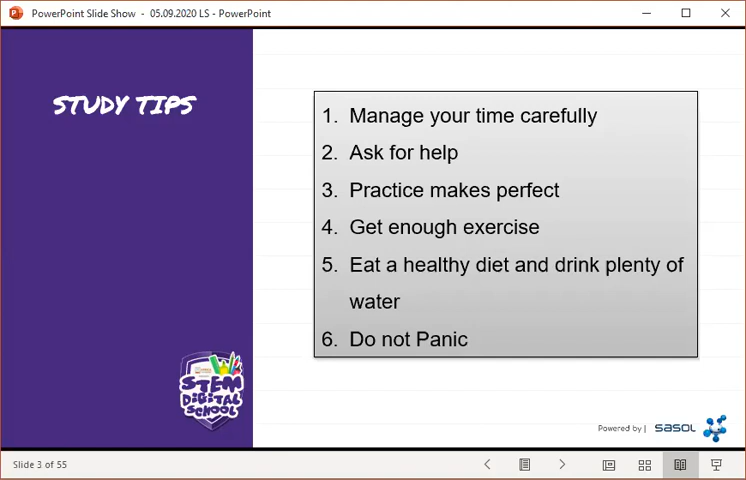 PowerPoint Slide Show - 05.09.2020 LS - PowerPoint
STUDY TIPS
1. Manage your time carefully
2. Ask for help
3. Practice makes perfect
4. Get enough exercise
5. Eat a healthy diet and drink plenty of
water
6. Do not Panic
STEM
DIGITAL
SCHOOL
Powered by | sasol
Slide 3 of 55